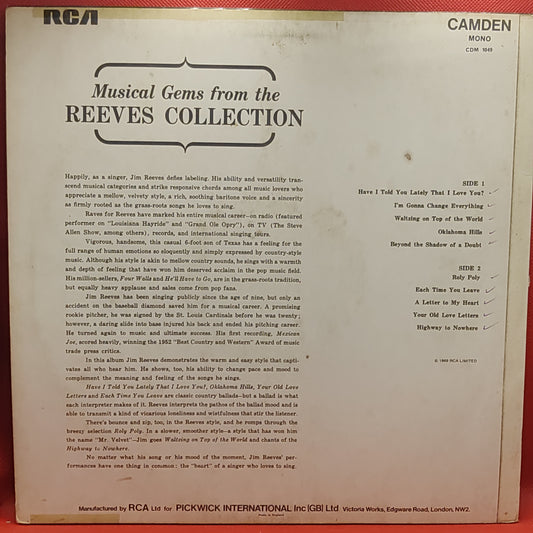 RCA
CAMDEN
MONO
CDM 1049
Musical Gems from the
REEVES COLLECTION
Happily, as a singer, Jim Reeves defies labeling. His ability and versatility tran-
scend musical categories and strike responsive chords among all music lovers who
appreciate a mellow, velvety style, a rich, soothing baritone voice and a sincerity
as firmly rooted as the grass-roots songs he loves to sing.
Raves for Reeves have marked his entire musical career—on radio (featured
performer on "Louisiana Hayride" and "Grand Ole Opry"), on TV (The Steve
Allen Show, among others), records, and international singing tours.
Vigorous, handsome, this casual 6-foot son of Texas has a feeling for the
full range of human emotions so eloquently and simply expressed by country-style
music. Although his style is akin to mellow country sounds, he sings with a warmth
and depth of feeling that have won him deserved acclaim in the pop music field.
His million-sellers, Four Walls and He'll Have to Go, are in the grass-roots tradition,
but equally heavy applause and sales come from pop fans.
Jim Reeves has been singing publicly since the age of nine, but only an
accident on the baseball diamond saved him for a musical career. A promising
rookie pitcher, he was signed by the St. Louis Cardinals before he was twenty;
however, a daring slide into base injured his back and ended his pitching career.
He turned again to music and ultimate success. His first recording, Mexican
Joe, scored heavily, winning the 1952 "Best Country and Western" Award of music
trade press critics.
In this album Jim Reeves demonstrates the warm and easy style that capti-
vates all who hear him. He shows, too, his ability to change pace and mood to
complement the meaning and feeling of the songs he sings.
Have I Told You Lately That I Love You?, Oklahoma Hills, Your Old Love
Letters and Each Time You Leave are classic country ballads—but a ballad is what
each interpreter makes of it. Reeves interprets the pathos of the ballad mood and is
able to transmit a kind of vicarious loneliness and wistfulness that stir the listener.
There's bounce and zip, too, in the Reeves style, and he romps through the
breezy selection Roly Poly. In a slower, smoother style—a style that has won him
the name "Mr. Velvet"—Jim goes Waltzing on Top of the World and chants of the
Highway to Nowhere.
No matter what his song or his mood of the moment, Jim Reeves' per-
formances have one thing in common: the "heart" of a singer who loves to sing.
SIDE 1
Have I Told You Lately That I Love You?
I'm Gonna Change Everything
Waltzing on Top of the World
Oklahoma Hills
Beyond the Shadow of a Doubt
SIDE 2
Roly Poly
Each Time You Leave
A Letter to My Heart
Your Old Love Letters
Highway to Nowhere
© 1969 RCA LIMITED
Manufactured by RCA Ltd for PICKWICK INTERNATIONAL Inc (GB) Ltd Victoria Works, Edgware Road, London, NW2.
Made in England